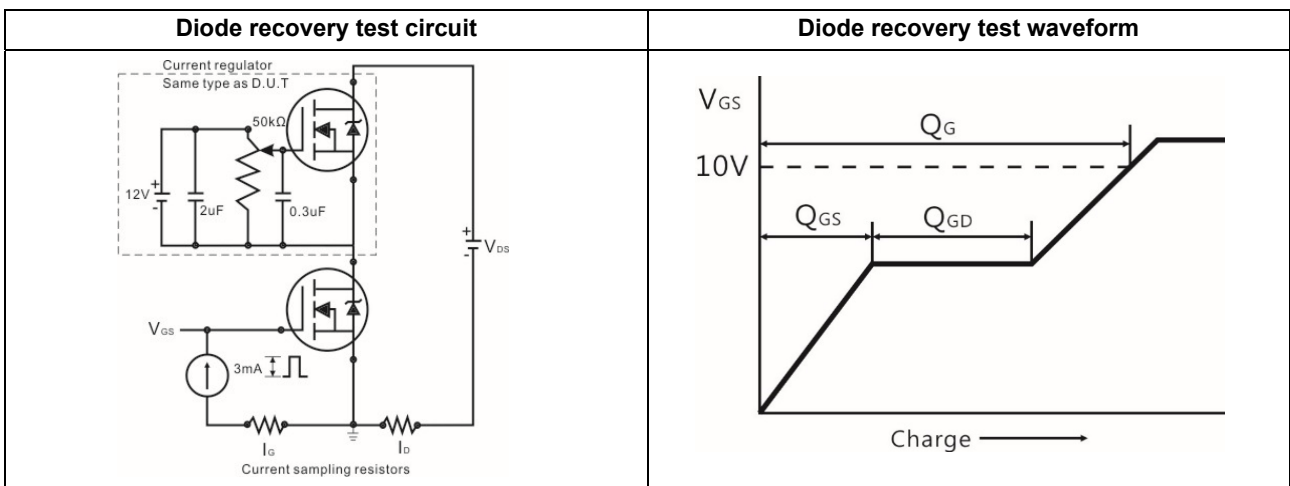 Diode recovery test circuit
Diode recovery test waveform
Current regulator
Same type as D.U.T
50kΩ
12V
+
-
2uF
0.3uF
+
-
VDS
VGS
3mA
IG
ID
Current sampling resistors
VGS
QG
10V
QGS
QGD
Charge